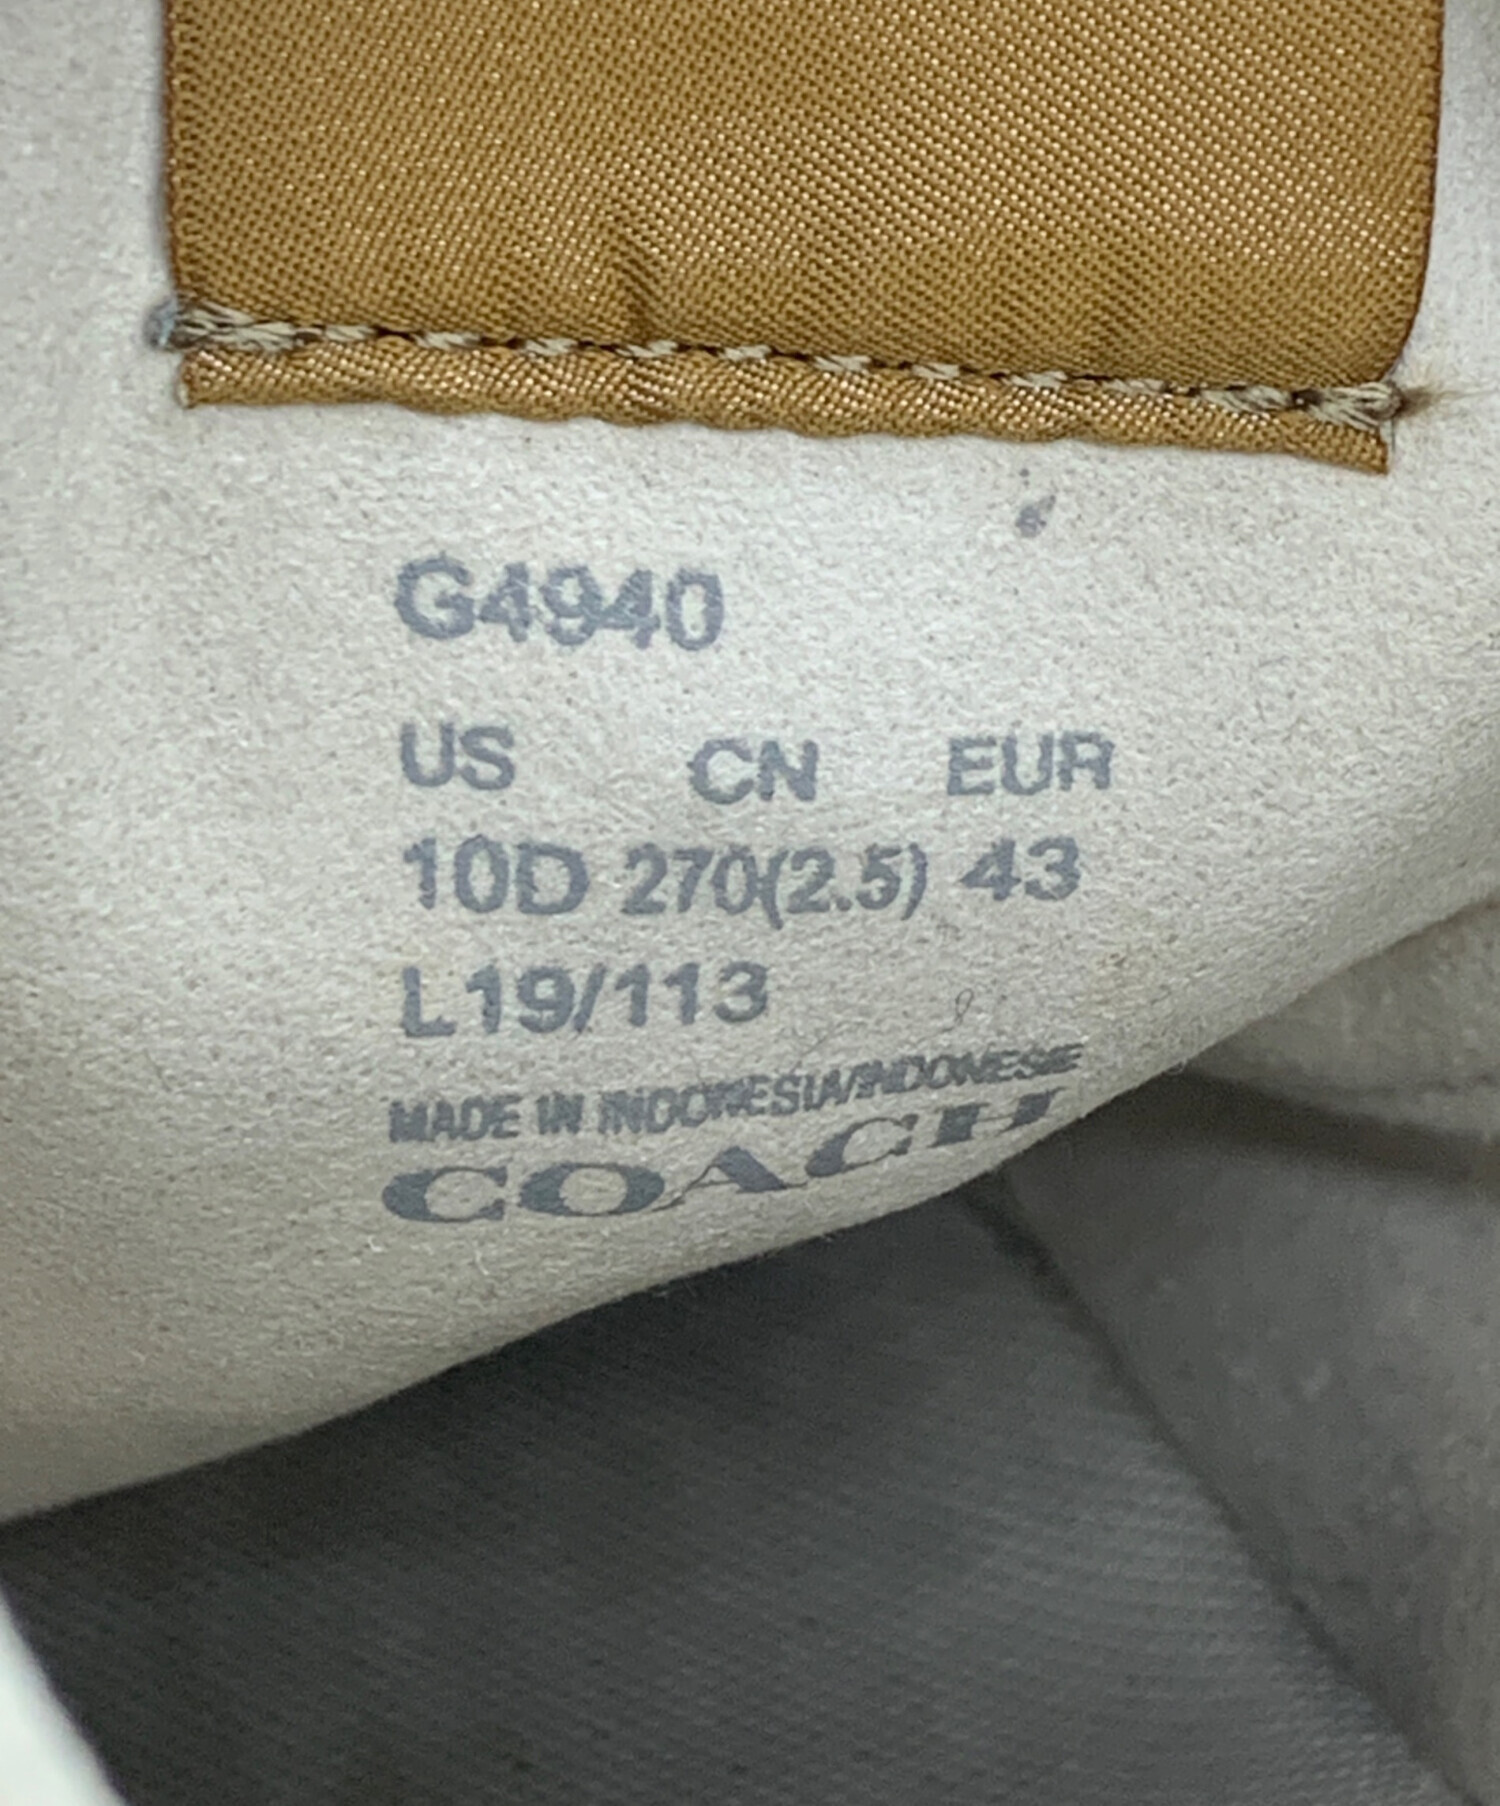 G4940
US CN EUR
10D 270(2.5) 43
L19/113
MADE IN INDONESIA/INDONESIE
COACH